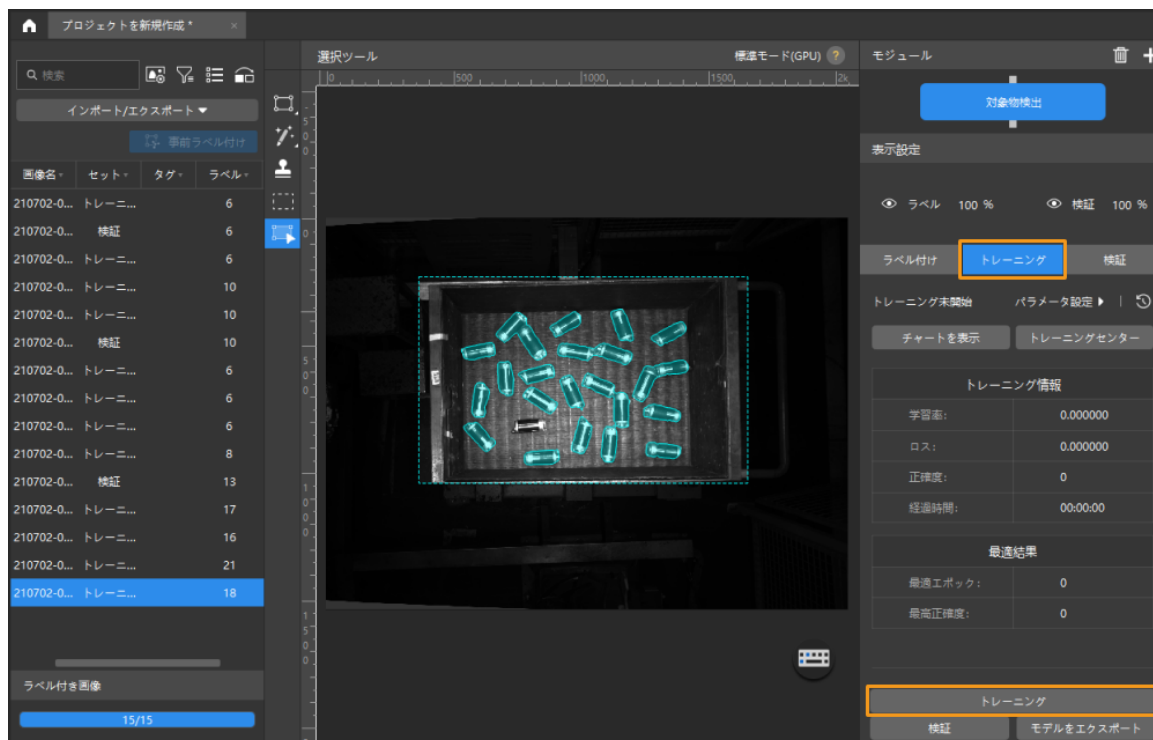 プロジェクトを新規作成 *
選択ツール
標準モード(GPU) ?
モジュール
検索
インポート/エクスポート
事前ラベル付け
画像名 セット タグ ラベル
210702-0... トレーニ... 6
210702-0... 検証 6
210702-0... トレーニ... 6
210702-0... トレーニ... 10
210702-0... トレーニ... 10
210702-0... 検証 10
210702-0... トレーニ... 6
210702-0... トレーニ... 6
210702-0... トレーニ... 6
210702-0... トレーニ... 8
210702-0... 検証 13
210702-0... トレーニ... 17
210702-0... トレーニ... 16
210702-0... トレーニ... 21
210702-0... トレーニ... 18
ラベル付き画像
15/15
0 500 1000 1500 2k
5 0
0
5 0 0
1 0 0 0
1 5 0 0
対象物検出
表示設定
ラベル 100 % 検証 100 %
ラベル付け トレーニング 検証
トレーニング未開始 パラメータ設定
チャートを表示 トレーニングセンター
トレーニング情報
学習率: 0.000000
ロス: 0.000000
正確度: 0
経過時間: 00:00:00
最適結果
最適エポック: 0
最高正確度: 0
トレーニング
検証 モデルをエクスポート